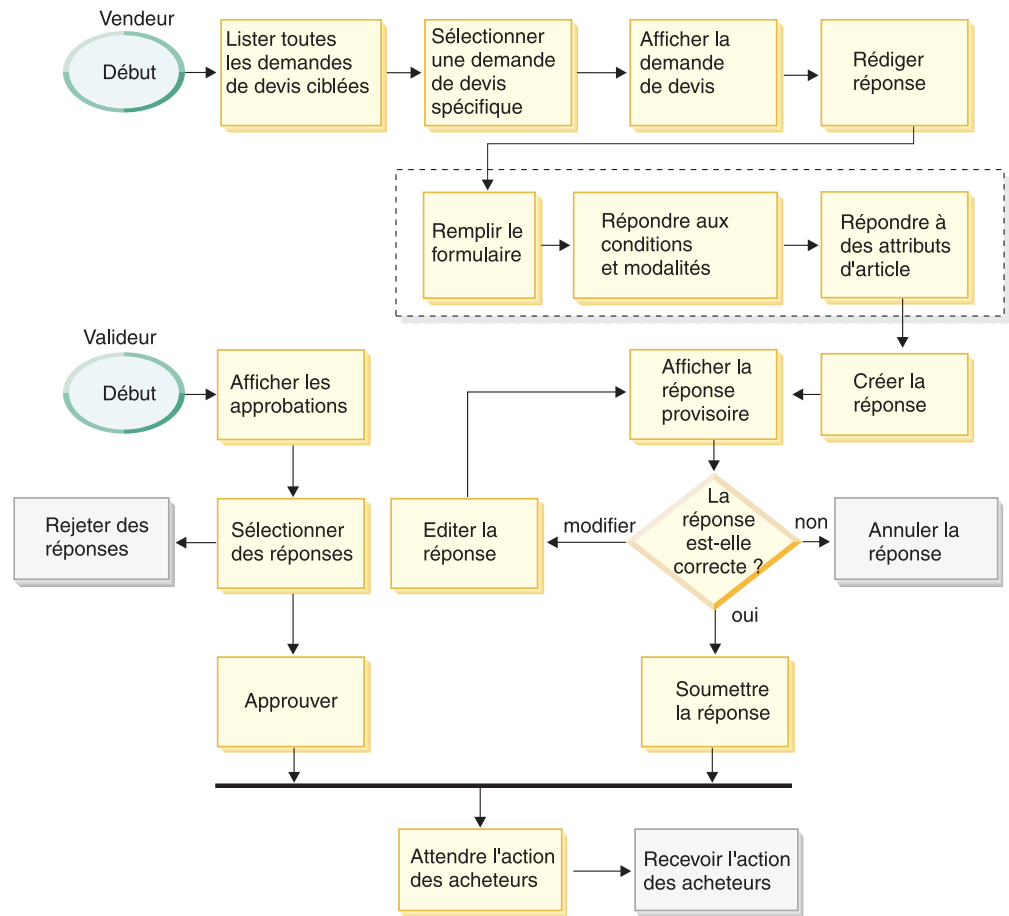 Vendeur
Début
Lister toutes
les demandes
de devis ciblées
Sélectionner
une demande
de devis
spécifique
Afficher la
demande
de devis
Rédiger
réponse
Remplir le
formulaire
Répondre aux
conditions
et modalités
Répondre à
des attributs
d'article
Valideur
Début
Afficher les
approbations
Afficher la
réponse
provisoire
Créer la
réponse
Rejeter des
réponses
Sélectionner
des réponses
Editer la
réponse
modifier
La
réponse
est-elle
correcte ?
non
Annuler la
réponse
oui
Approuver
Soumettre
la réponse
Attendre l'action
des acheteurs
Recevoir l'action
des acheteurs